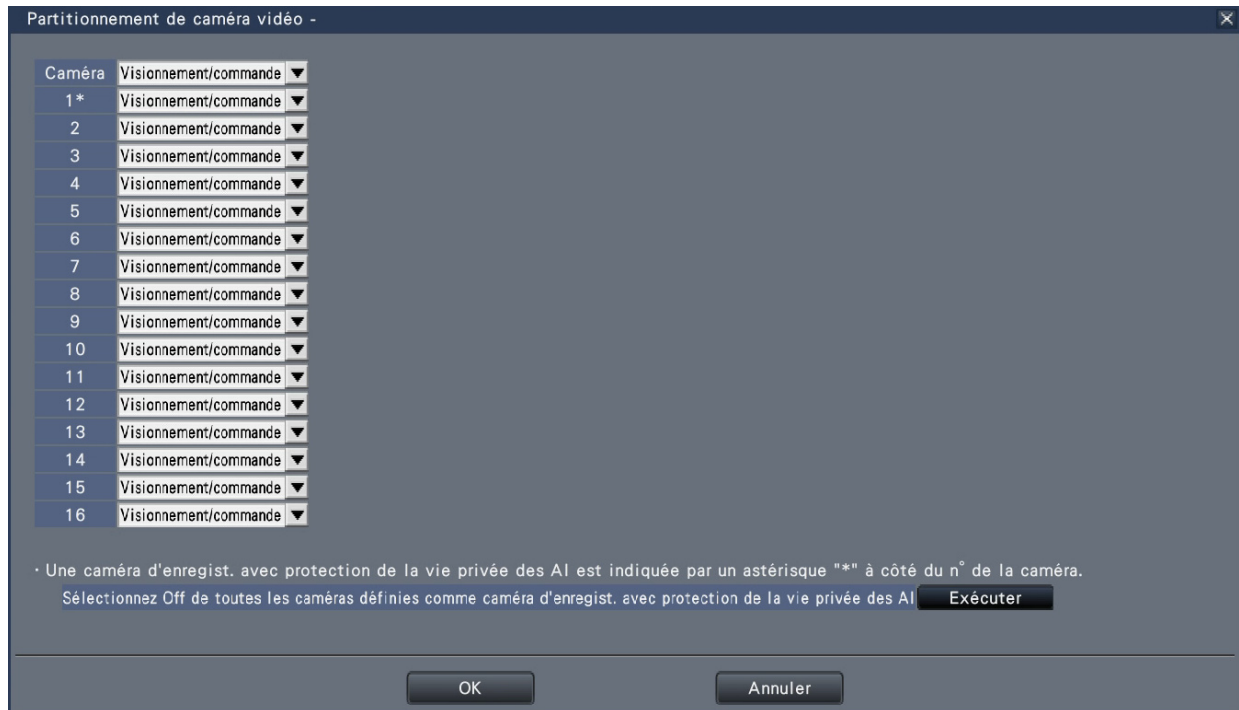 Partitionnement de caméra vidéo -
Caméra Visionnement/commande
1* Visionnement/commande
2 Visionnement/commande
3 Visionnement/commande
4 Visionnement/commande
5 Visionnement/commande
6 Visionnement/commande
7 Visionnement/commande
8 Visionnement/commande
9 Visionnement/commande
10 Visionnement/commande
11 Visionnement/commande
12 Visionnement/commande
13 Visionnement/commande
14 Visionnement/commande
15 Visionnement/commande
16 Visionnement/commande
· Une caméra d'enregist. avec protection de la vie privée des AI est indiquée par un astérisque "*" à côté du n° de la caméra.
Sélectionnez Off de toutes les caméras définies comme caméra d'enregist. avec protection de la vie privée des AI Exécuter
OK Annuler